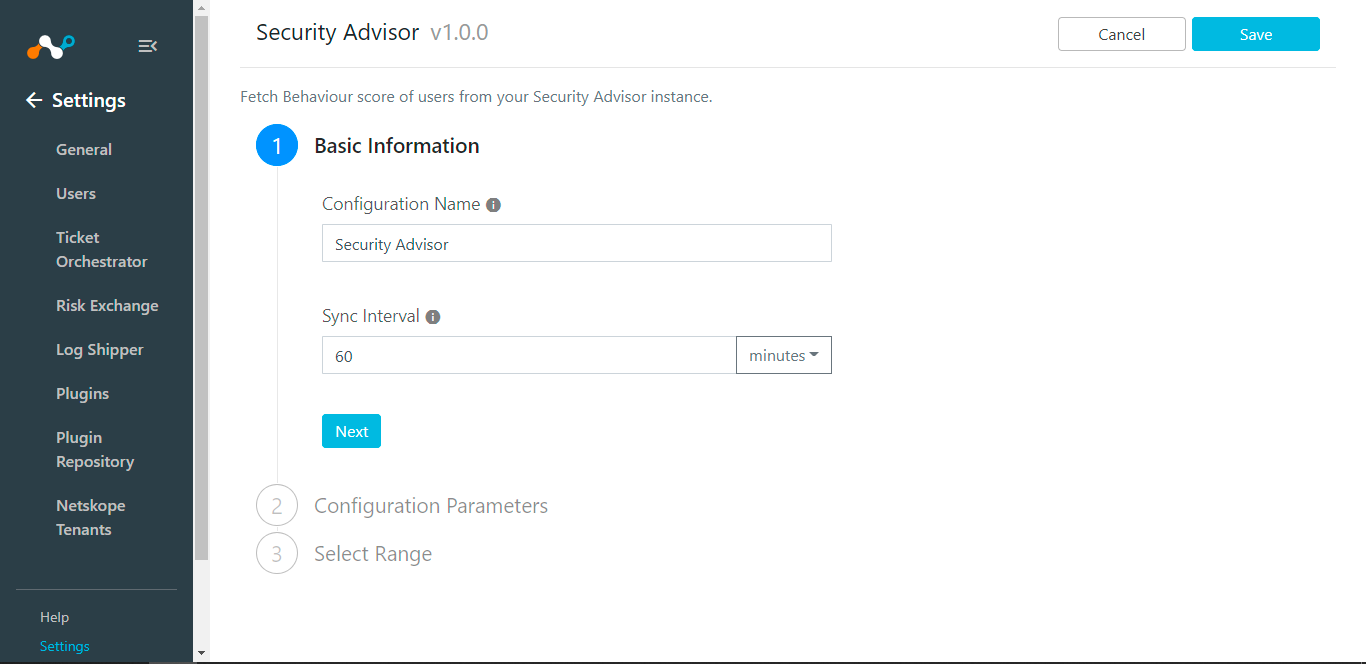 Settings
General
Users
Ticket
Orchestrator
Risk Exchange
Log Shipper
Plugins
Plugin
Repository
Netskope
Tenants
Help
Settings
Security Advisor v1.0.0
Cancel
Save
Fetch Behaviour score of users from your Security Advisor instance.
1 Basic Information
Configuration Name
Security Advisor
Sync Interval
60 minutes
Next
2 Configuration Parameters
3 Select Range